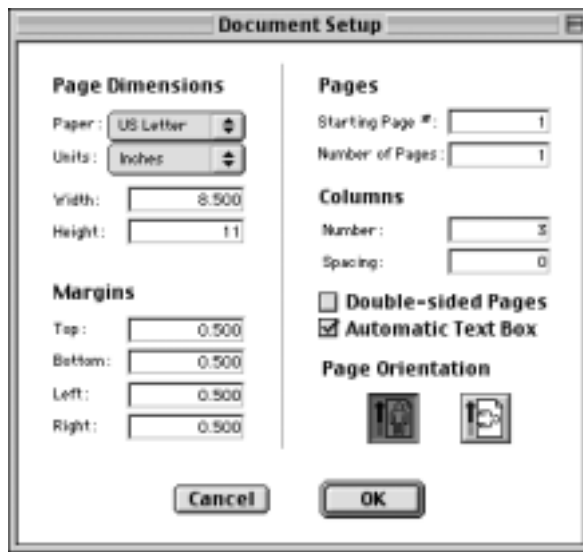 Document Setup
Page Dimensions
Paper: US Letter
Units: Inches
Width: 8.500
Height: 11
Margins
Top: 0.500
Bottom: 0.500
Left: 0.500
Right: 0.500
Pages
Starting Page #: 1
Number of Pages: 1
Columns
Number: 3
Spacing: 0
Double-sided Pages
Automatic Text Box
Page Orientation
Cancel
OK